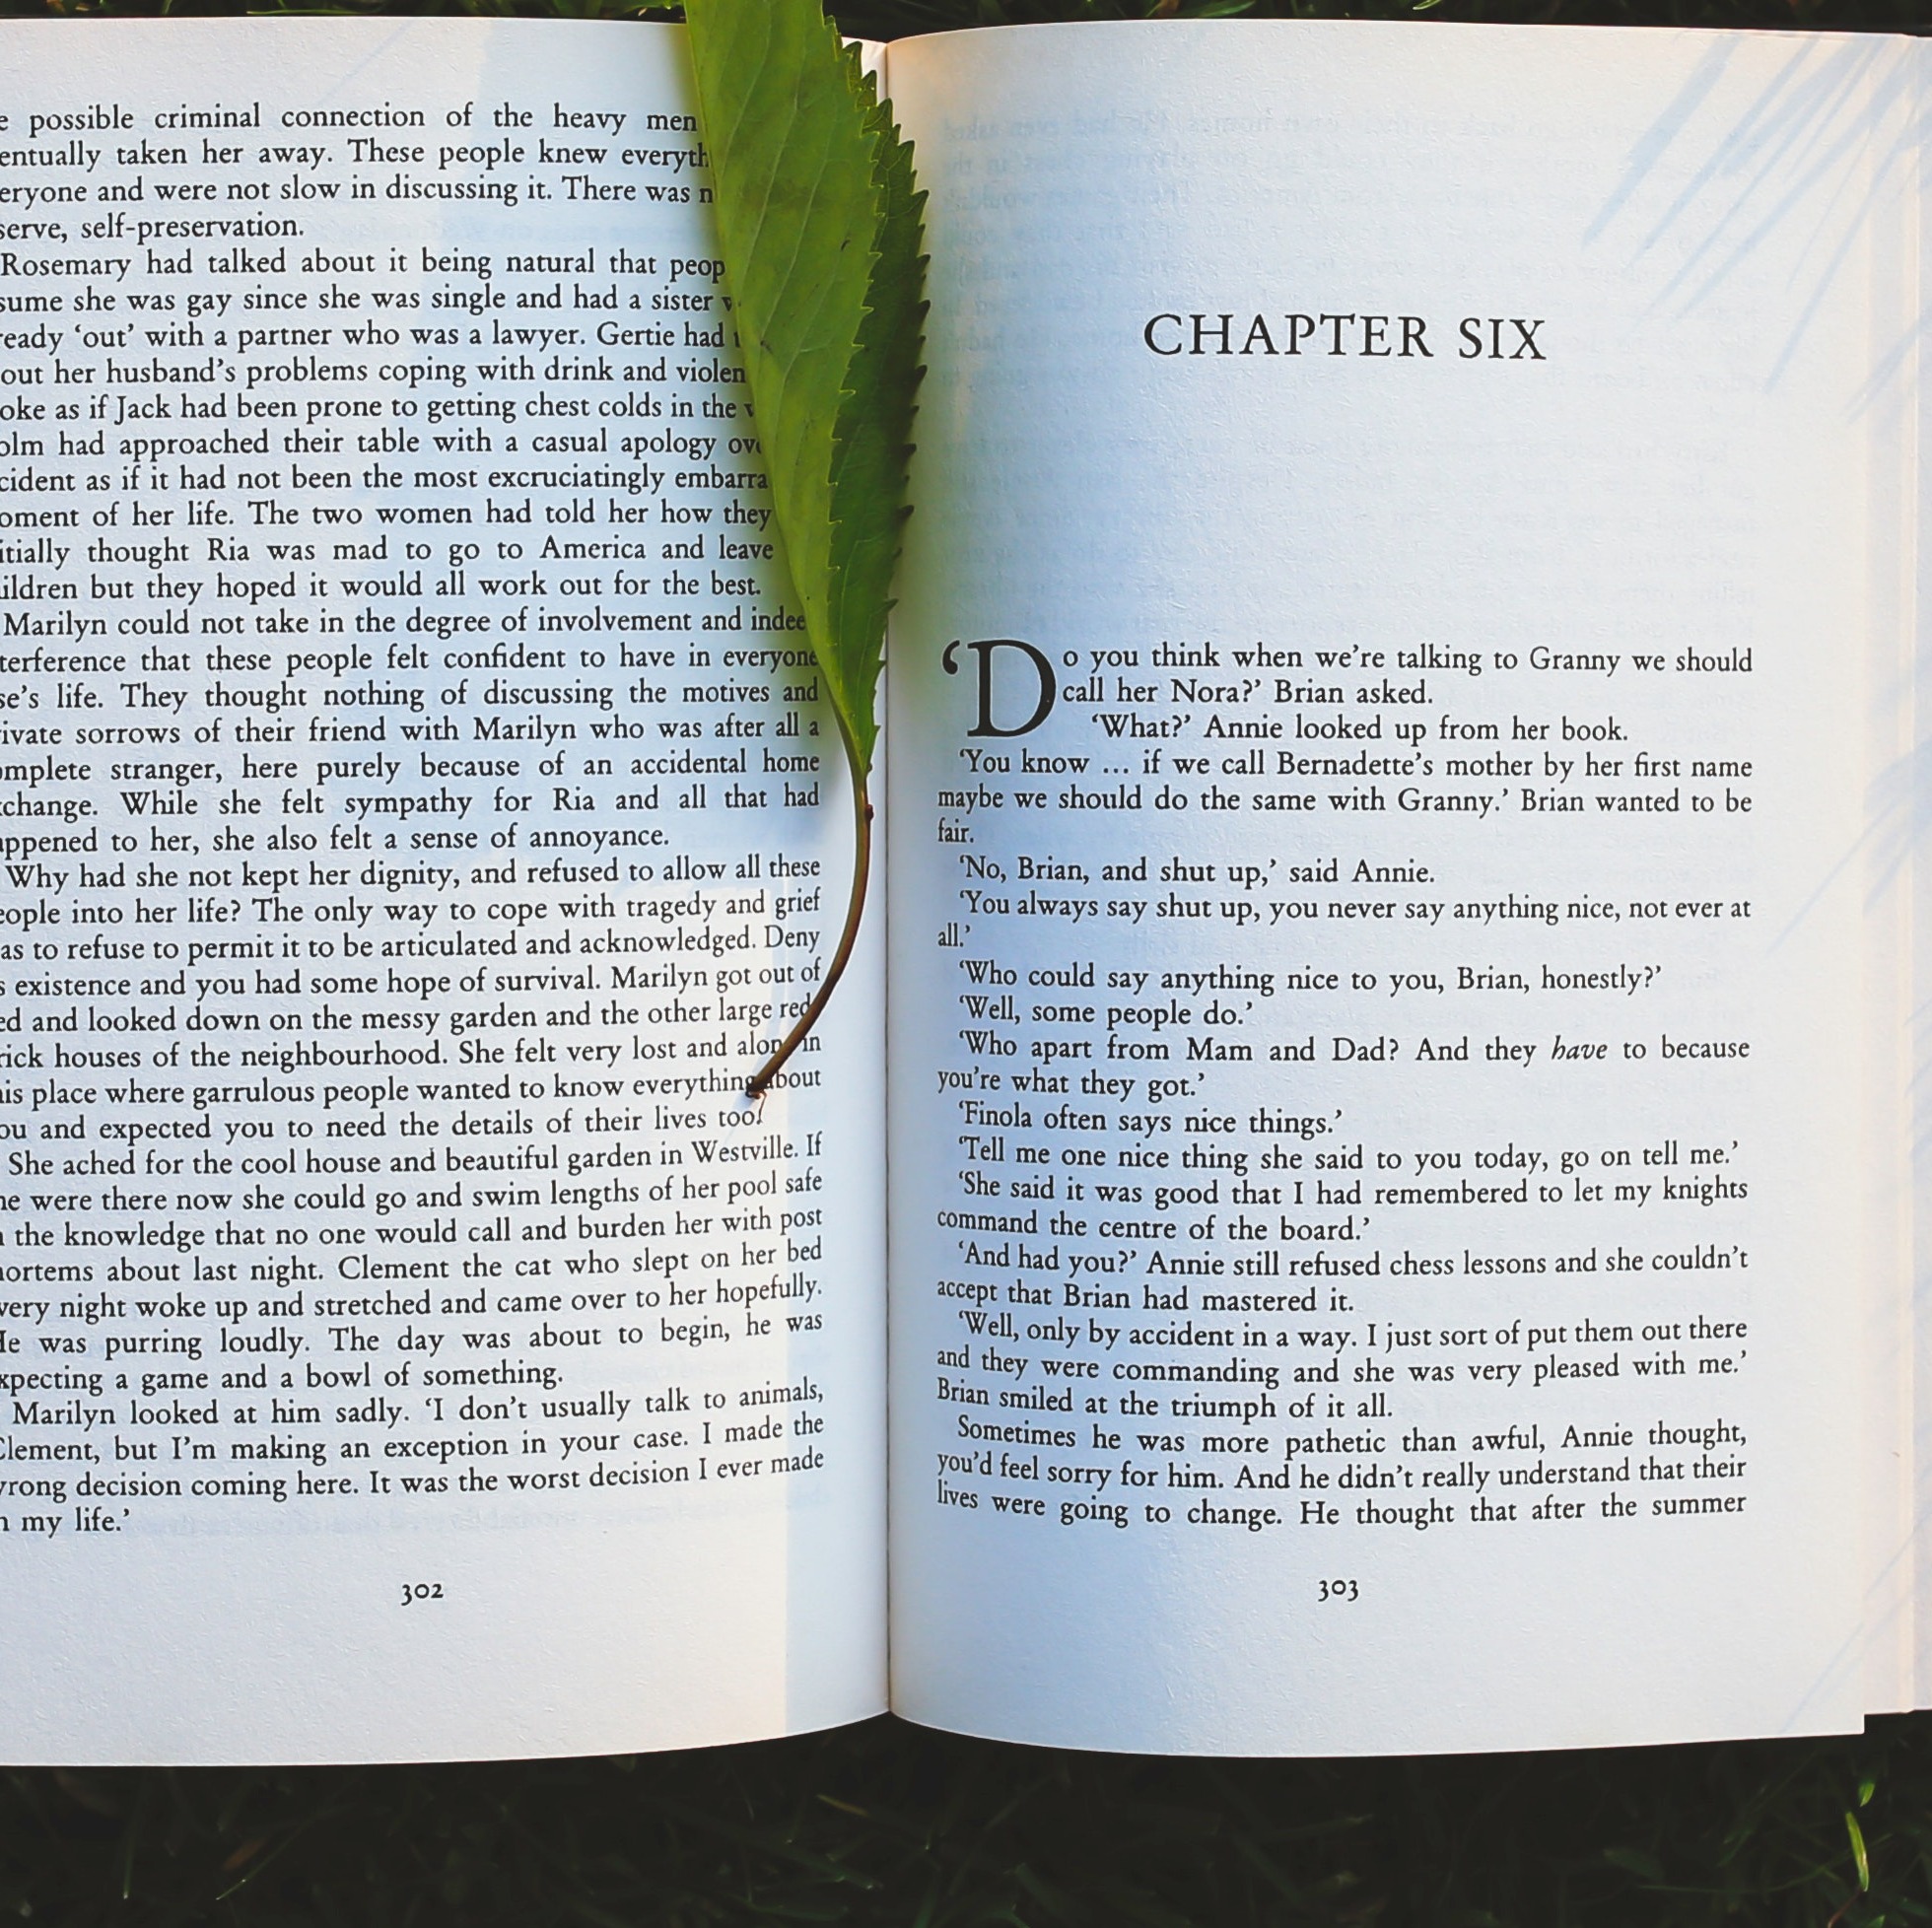 possible criminal connection of the heavy men
entually taken her away. These people knew everyth
eryone and were not slow in discussing it. There was n
serve, self-preservation.
Rosemary had talked about it being natural that peop
sume she was gay since she was single and had a sister
ready ‘out’ with a partner who was a lawyer. Gertie had
out her husband’s problems coping with drink and violen
oke as if Jack had been prone to getting chest colds in the
olm had approached their table with a casual apology ov
cident as if it had not been the most excruciatingly embarra
oment of her life. The two women had told her how they
itially thought Ria was mad to go to America and leave
ildren but they hoped it would all work out for the best.
Marilyn could not take in the degree of involvement and indee
terference that these people felt confident to have in everyone
se’s life. They thought nothing of discussing the motives and
ivate sorrows of their friend with Marilyn who was after all a
omplete stranger, here purely because of an accidental home
change. While she felt sympathy for Ria and all that had
appened to her, she also felt a sense of annoyance.
Why had she not kept her dignity, and refused to allow all these
eople into her life? The only way to cope with tragedy and grief
as to refuse to permit it to be articulated and acknowledged. Deny
s existence and you had some hope of survival. Marilyn got out of
ed and looked down on the messy garden and the other large red
rick houses of the neighbourhood. She felt very lost and alon in
is place where garrulous people wanted to know everything about
ou and expected you to need the details of their lives too.
She ached for the cool house and beautiful garden in Westville. If
he were there now she could go and swim lengths of her pool safe
the knowledge that no one would call and burden her with post
ortems about last night. Clement the cat who slept on her bed
very night woke up and stretched and came over to her hopefully.
He was purring loudly. The day was about to begin, he was
xpecting a game and a bowl of something.
Marilyn looked at him sadly. ‘I don’t usually talk to animals,
Clement, but I’m making an exception in your case. I made the
rong decision coming here. It was the worst decision I ever made
n my life.’
302
CHAPTER SIX
‘Do you think when we’re talking to Granny we should
call her Nora?’ Brian asked.
‘What?’ Annie looked up from her book.
‘You know ... if we call Bernadette’s mother by her first name
maybe we should do the same with Granny.’ Brian wanted to be
fair.
‘No, Brian, and shut up,’ said Annie.
‘You always say shut up, you never say anything nice, not ever at
all.’
‘Who could say anything nice to you, Brian, honestly?’
‘Well, some people do.’
‘Who apart from Mam and Dad? And they have to because
you’re what they got.’
‘Finola often says nice things.’
‘Tell me one nice thing she said to you today, go on tell me.’
‘She said it was good that I had remembered to let my knights
command the centre of the board.’
‘And had you?’ Annie still refused chess lessons and she couldn’t
accept that Brian had mastered it.
‘Well, only by accident in a way. I just sort of put them out there
and they were commanding and she was very pleased with me.’
Brian smiled at the triumph of it all.
Sometimes he was more pathetic than awful, Annie thought,
you’d feel sorry for him. And he didn’t really understand that their
lives were going to change. He thought that after the summer
303